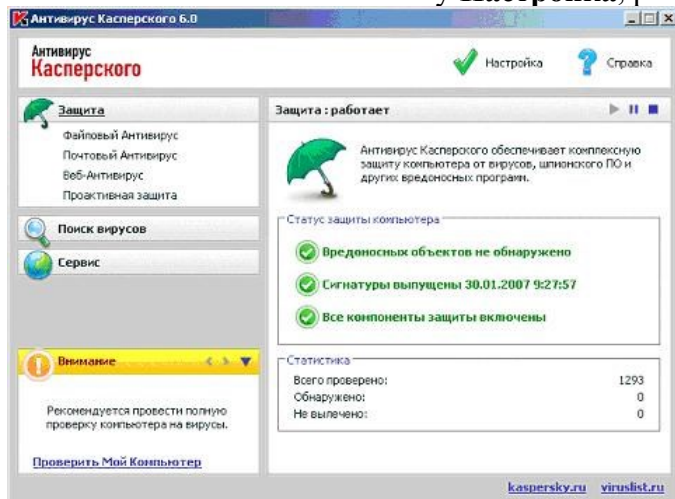 у Настройка,
Антивирус Касперского 6.0
Антивирус
Касперского
Настройка
Справка
Защита
Файловый Антивирус
Почтовый Антивирус
Веб-Антивирус
Проактивная защита
Поиск вирусов
Сервис
Внимание
Рекомендуется провести полную
проверку компьютера на вирусы.
Проверить Мой Компьютер
Защита : работает
Антивирус Касперского обеспечивает комплексную
защиту компьютера от вирусов, шпионского ПО и
других вредоносных программ.
Статус защиты компьютера
Вредоносных объектов не обнаружено
Сигнатуры выпущены 30.01.2007 9:27:57
Все компоненты защиты включены
Статистика
Всего проверено: 1293
Обнаружено: 0
Не вылечено: 0
kaspersky.ru viruslist.ru